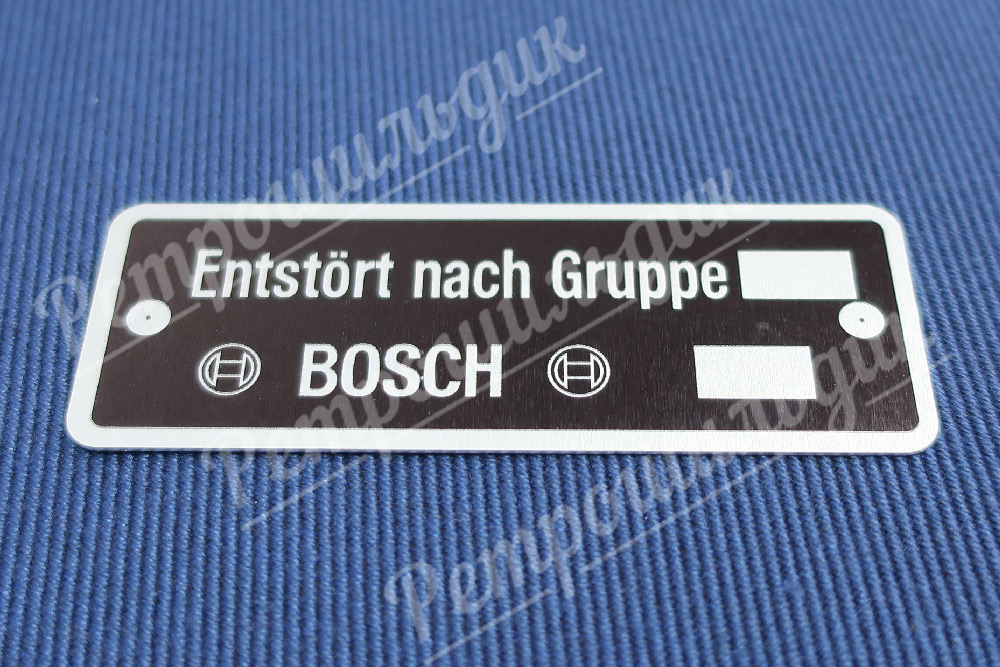 Ретрошильдик
Ретрошильдик
Entstört nach Gruppe
BOSCH
Ретрошильдик
Ретрошильдик